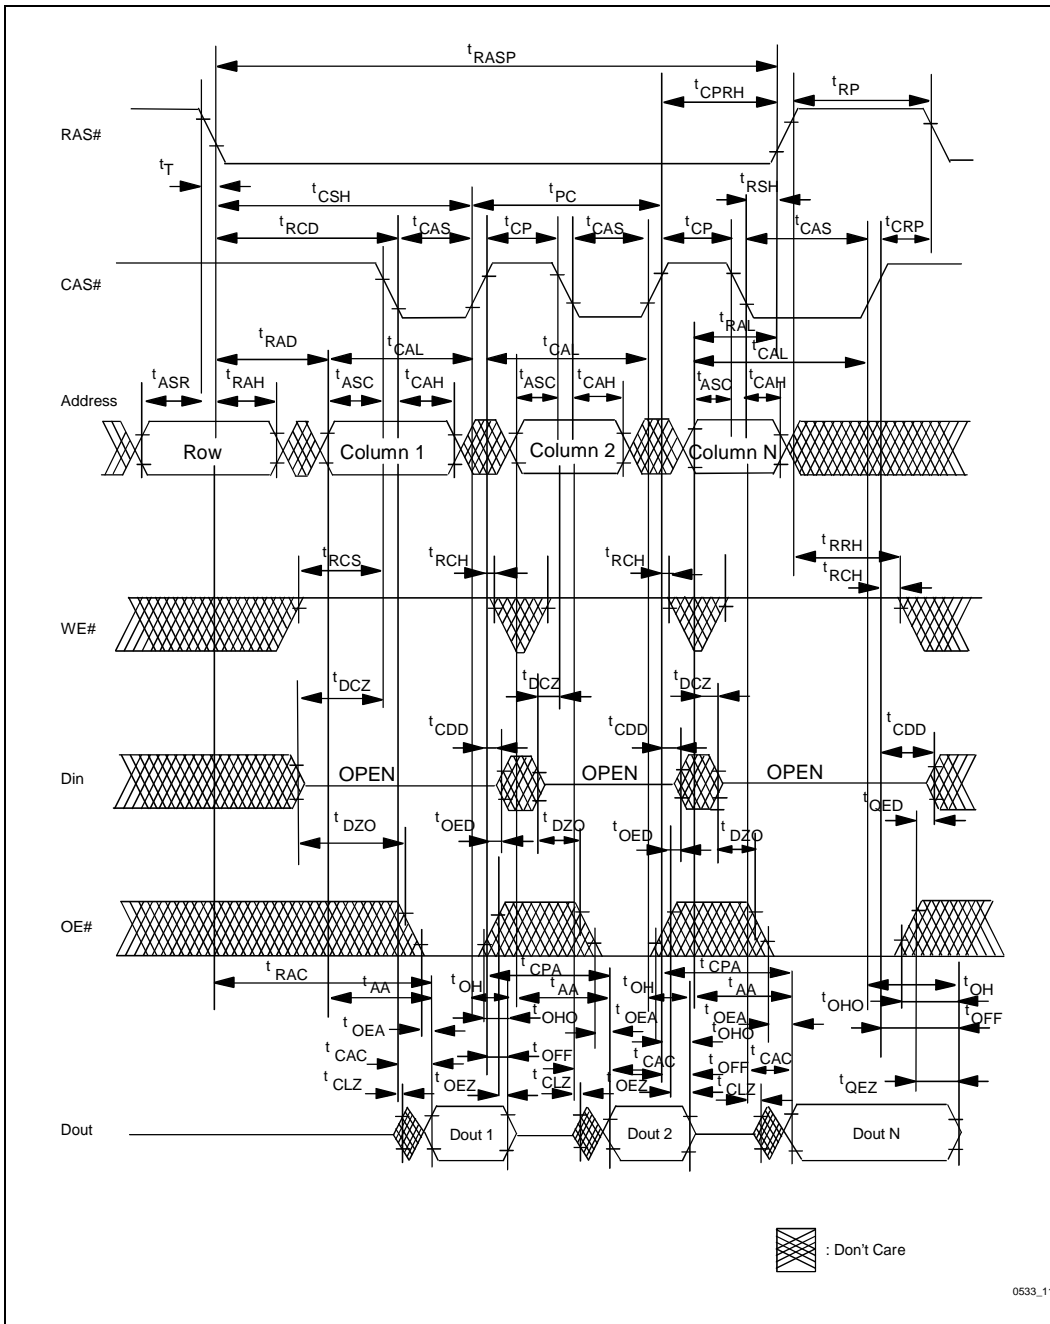 tRASP
tCPRH
tRP
RAS#
tT
tRSH
tCSH
tPC
tRCD
tCAS
tCP
tCAS
tCP
tCAS
tCRP
CAS#
tRAD
tCAL
tCAL
tRAL
tCAL
tASR
tRAH
tASC
tCAH
tASC
tCAH
tASC
tCAH
Address
Row
Column 1
Column 2
Column N
tRCS
tRCH
tRCH
tRRH
tRCH
WE#
tDCZ
tDCZ
tDCZ
tCDD
tCDD
tCDD
Din
OPEN
OPEN
OPEN
tQED
tDZO
tOED
tDZO
tOED
tDZO
OE#
tRAC
tCPA
tCPA
tAA
tOH
tAA
tOH
tAA
tOH
tOEA
tOHO
tOEA
tOEA
tOHO
tOHO
tOFF
tCAC
tOFF
tCAC
tOFF
tCAC
tCLZ
tOEZ
tCLZ
tOEZ
tCLZ
tQEZ
Dout
Dout 1
Dout 2
Dout N
: Don't Care